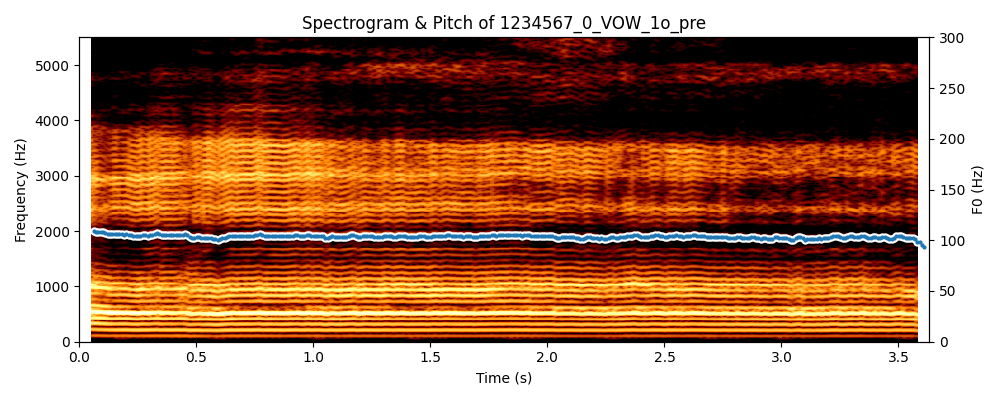 Spectrogram & Pitch of 1234567_0_VOW_1o_pre
5000
4000
3000
2000
1000
0
Frequency (Hz)
300
250
200
150
100
50
0
F0 (Hz)
0.0 0.5 1.0 1.5 2.0 2.5 3.0 3.5
Time (s)